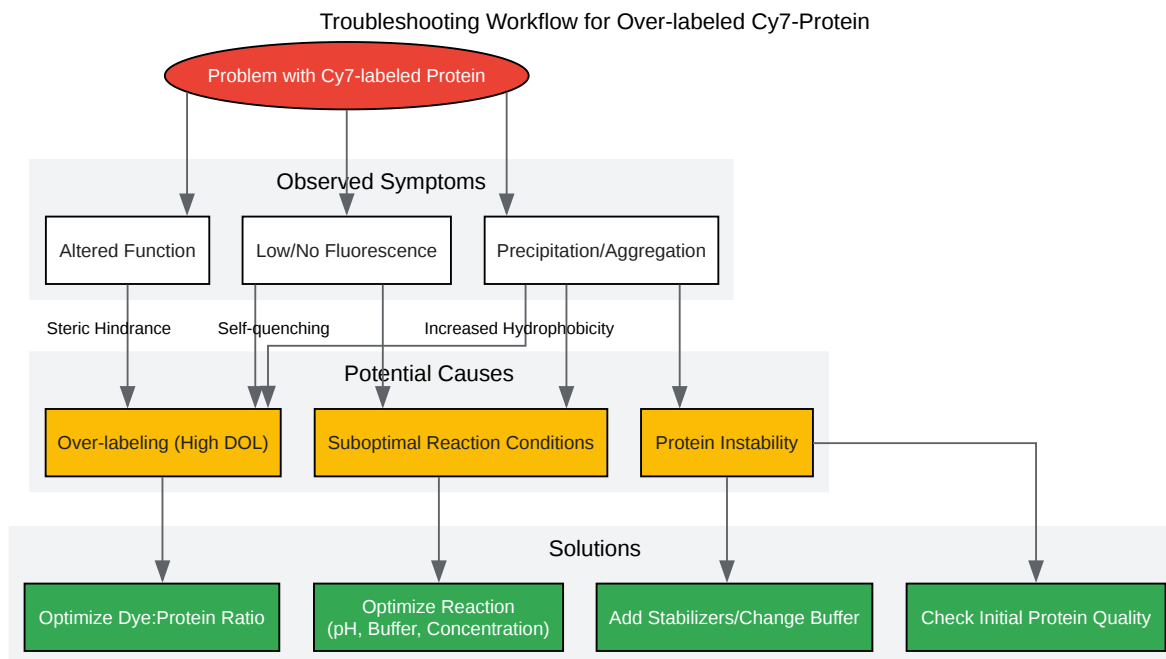 Troubleshooting Workflow for Over-labeled Cy7-Protein
Problem with Cy7-labeled Protein
Observed Symptoms
Altered Function
Low/No Fluorescence
Precipitation/Aggregation
Steric Hindrance
Self-quenching
Increased Hydrophobicity
Potential Causes
Over-labeling (High DOL)
Suboptimal Reaction Conditions
Protein Instability
Solutions
Optimize Dye:Protein Ratio
Optimize Reaction
(pH, Buffer, Concentration)
Add Stabilizers/Change Buffer
Check Initial Protein Quality